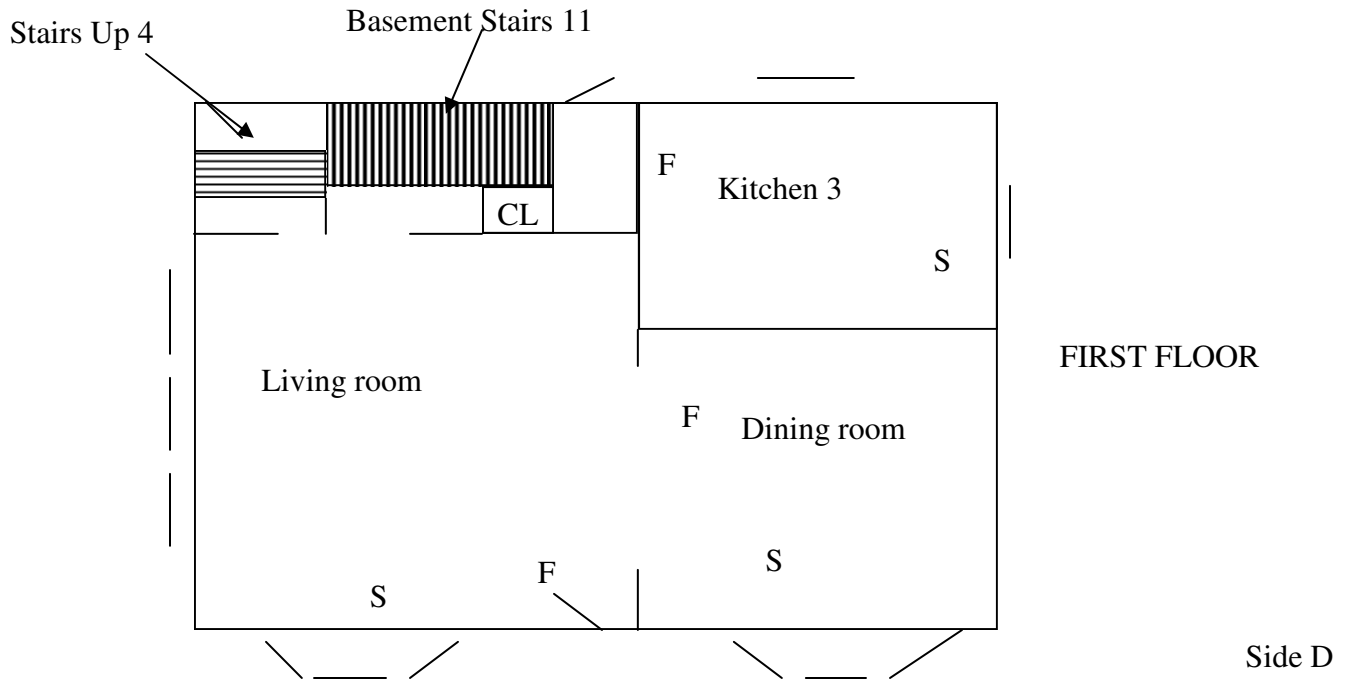 Basement Stairs 11
Stairs Up 4
F
Kitchen 3
CL
S
FIRST FLOOR
Living room
F
Dining room
S
F
S
Side D